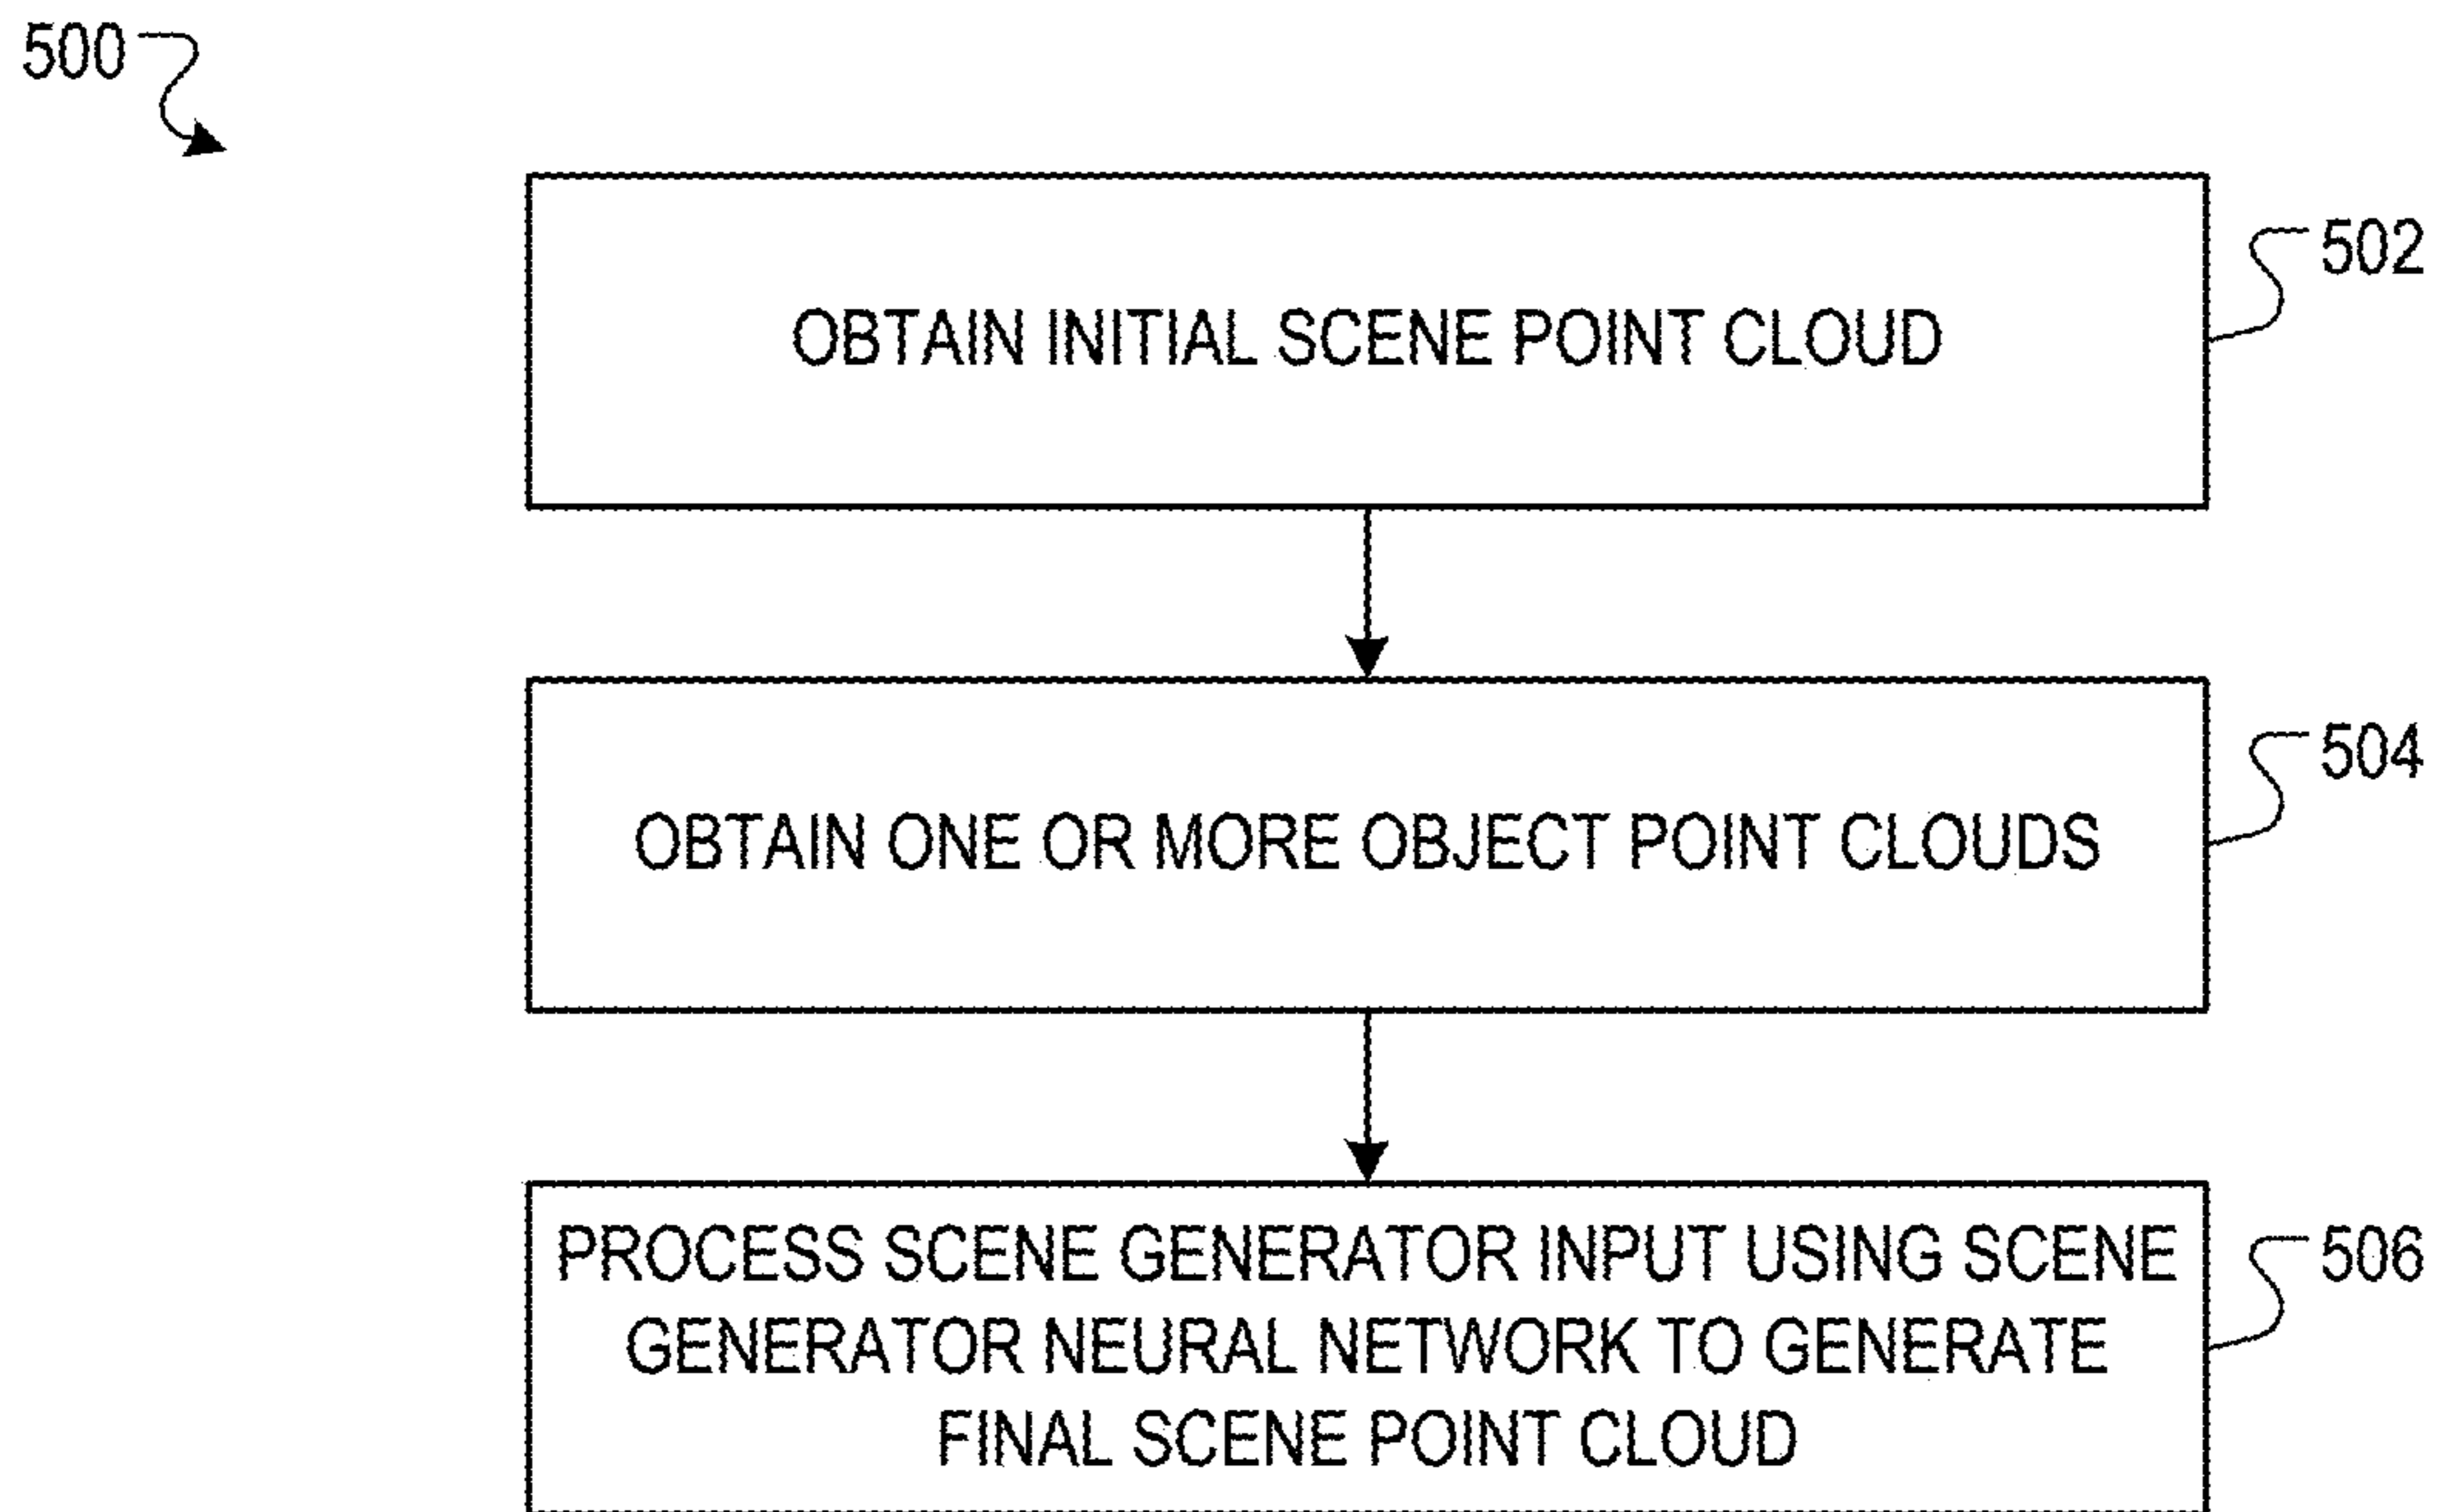 500
OBTAIN INITIAL SCENE POINT CLOUD
502
OBTAIN ONE OR MORE OBJECT POINT CLOUDS
504
PROCESS SCENE GENERATOR INPUT USING SCENE
GENERATOR NEURAL NETWORK TO GENERATE
FINAL SCENE POINT CLOUD
506